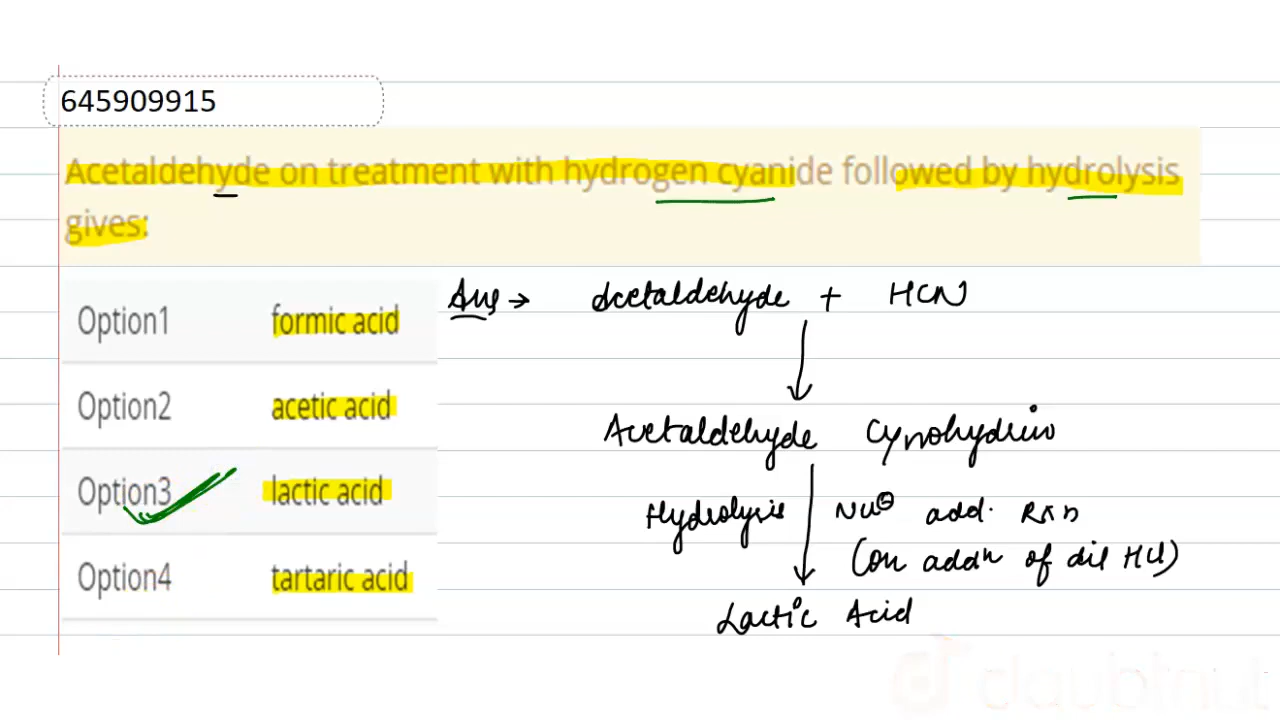 645909915
Acetaldehyde on treatment with hydrogen cyanide followed by hydrolysis
gives:
Option1 formic acid
Option2 acetic acid
Option3 lactic acid
Option4 tartaric acid
Ans → Acetaldehyde + HCN
Acetaldehyde Cynohydrin
Hydrolysis Nu⊖ add. Rxn
(on addn of dil HCl)
Lactic Acid
doubtnut